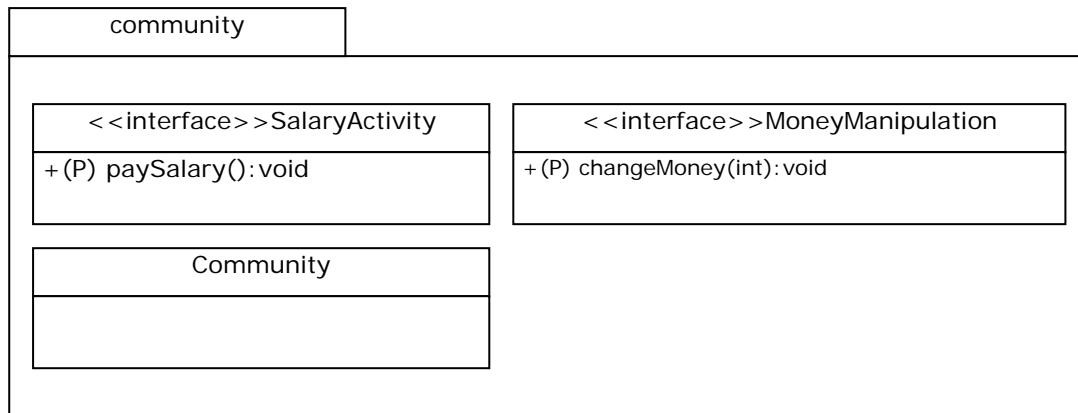 community
<<interface>>SalaryActivity
<<interface>>MoneyManipulation
+(P) paySalary():void
+(P) changeMoney(int):void
Community